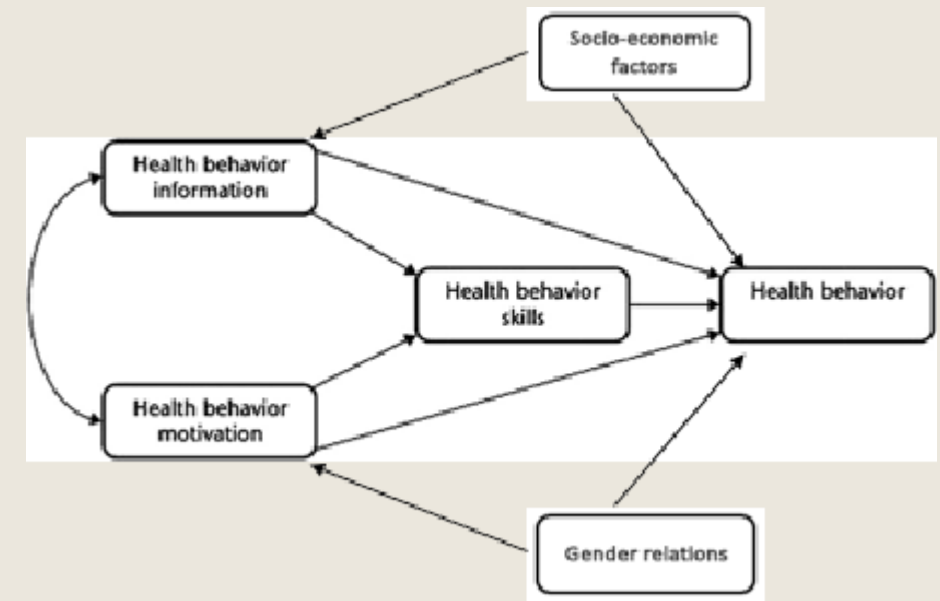 Socio-economic
factors
Health behavior
information
Health behavior
skills
Health behavior
Health behavior
motivation
Gender relations